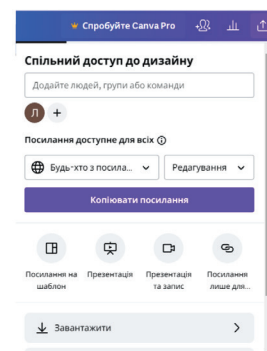 Спробуйте Canva Pro
Спільний доступ до дизайну
Додайте людей, групи або команди
Л +
Посилання доступне для всіх
Будь-хто з посила...
Редагування
Копіювати посилання
Посилання на шаблон
Презентація
Презентація та запис
Посилання лише для...
Завантажити